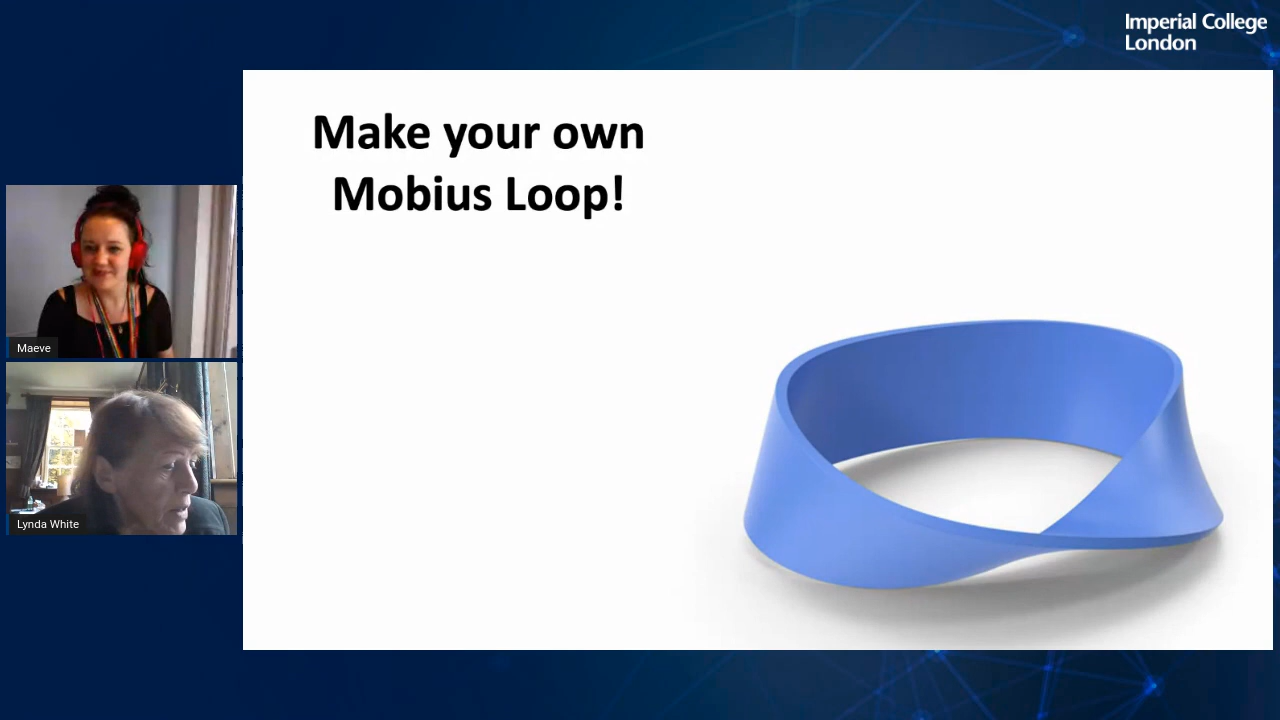 Imperial College
London
Make your own
Mobius Loop!
Maeve
Lynda White